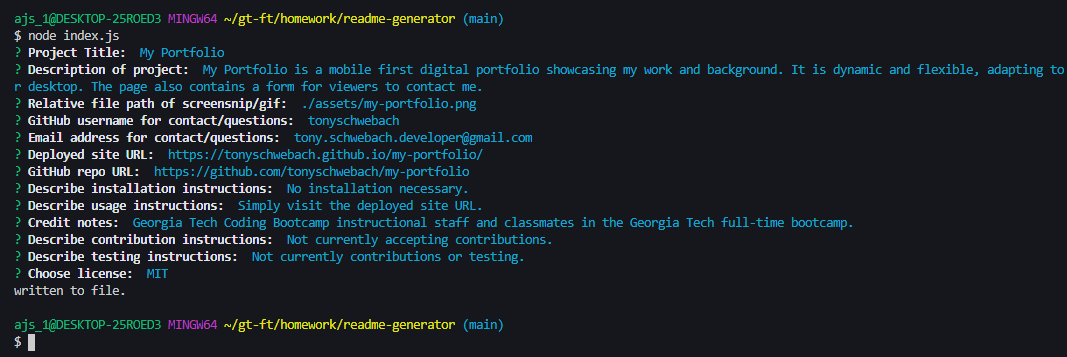 ajs_1@DESKTOP-25ROED3 MINGW64 ~/gt-ft/homework/readme-generator (main)
$ node index.js
? Project Title:  My Portfolio
? Description of project:  My Portfolio is a mobile first digital portfolio showcasing my work and background. It is dynamic and flexible, adapting to
r desktop. The page also contains a form for viewers to contact me.
? Relative file path of screensnip/gif:  ./assets/my-portfolio.png
? GitHub username for contact/questions:  tonyschwebach
? Email address for contact/questions:  tony.schwebach.developer@gmail.com
? Deployed site URL:  https://tonyschwebach.github.io/my-portfolio/
? GitHub repo URL:  https://github.com/tonyschwebach/my-portfolio
? Describe installation instructions:  No installation necessary.
? Describe usage instructions:  Simply visit the deployed site URL.
? Credit notes:  Georgia Tech Coding Bootcamp instructional staff and classmates in the Georgia Tech full-time bootcamp.
? Describe contribution instructions:  Not currently accepting contributions.
? Describe testing instructions:  Not currently contributions or testing.
? Choose license:  MIT
written to file.
ajs_1@DESKTOP-25ROED3 MINGW64 ~/gt-ft/homework/readme-generator (main)
$